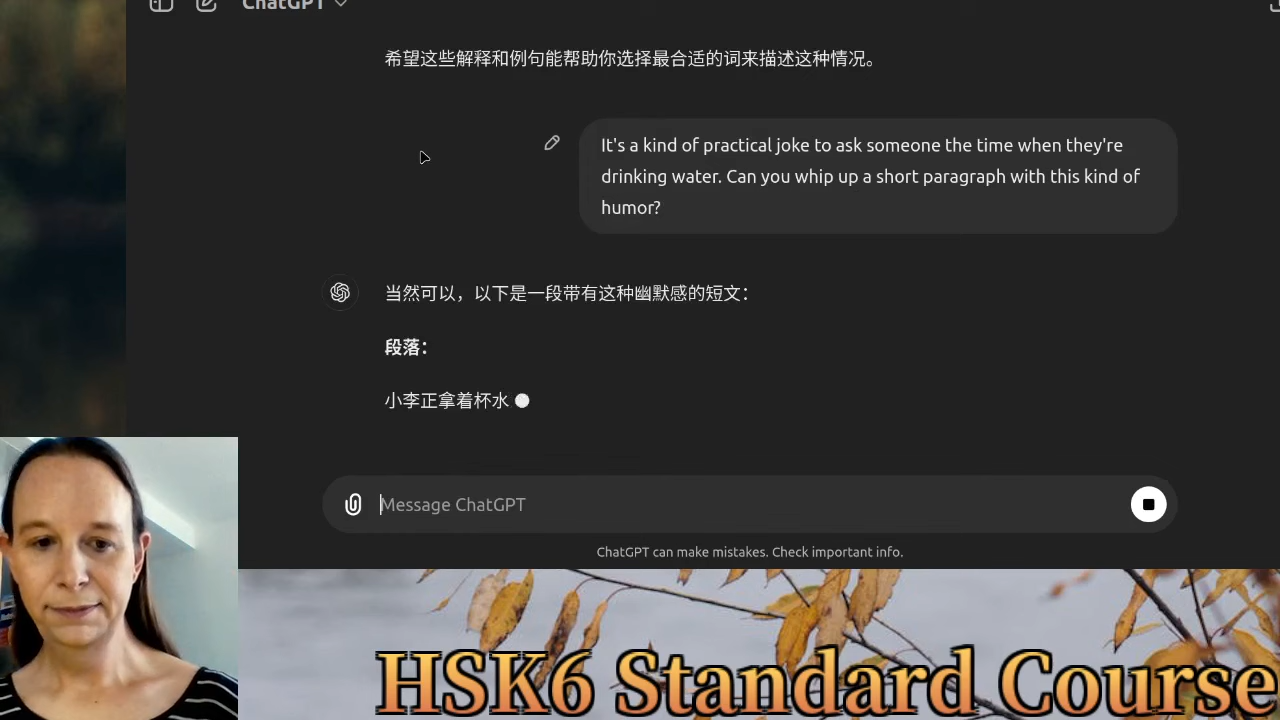 ChatGPT
希望这些解释和例句能帮助你选择最合适的词来描述这种情况。
It's a kind of practical joke to ask someone the time when they're
drinking water. Can you whip up a short paragraph with this kind of
humor?
当然可以，以下是一段带有这种幽默感的短文：
段落：
小李正拿着杯水
Message ChatGPT
ChatGPT can make mistakes. Check important info.
HSK6 Standard Course